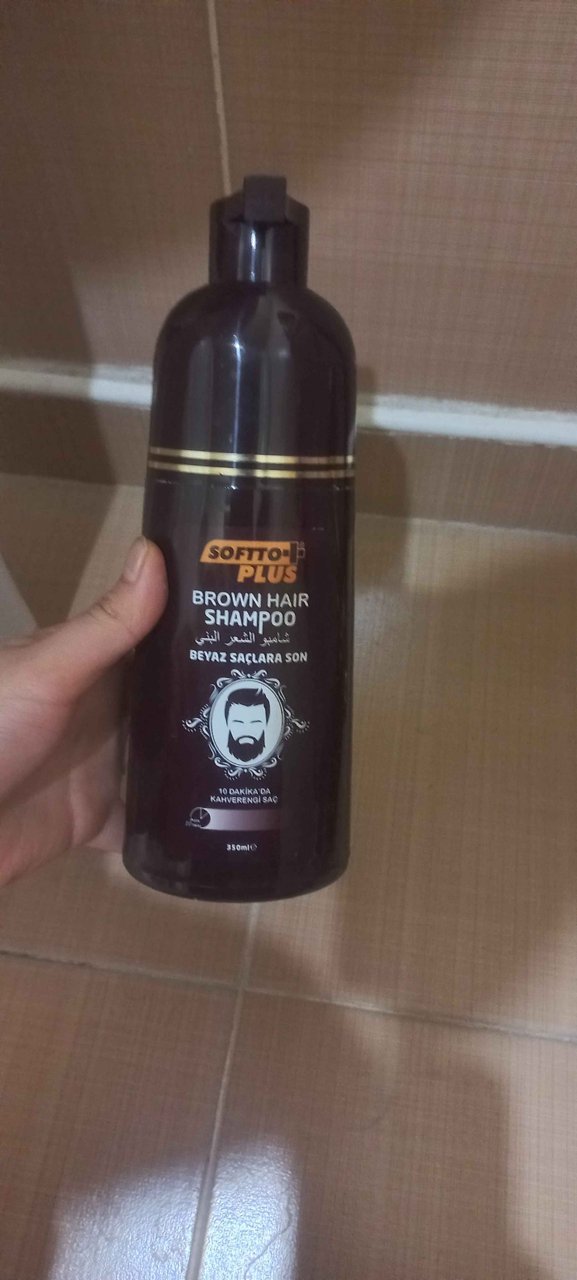 SOFTTO
PLUS
BROWN HAIR
SHAMPOO
شامبو الشعر البني
BEYAZ SAÇLARA SON
10 DAKİKA'DA
KAHVERENGİ SAÇ
350ml℮